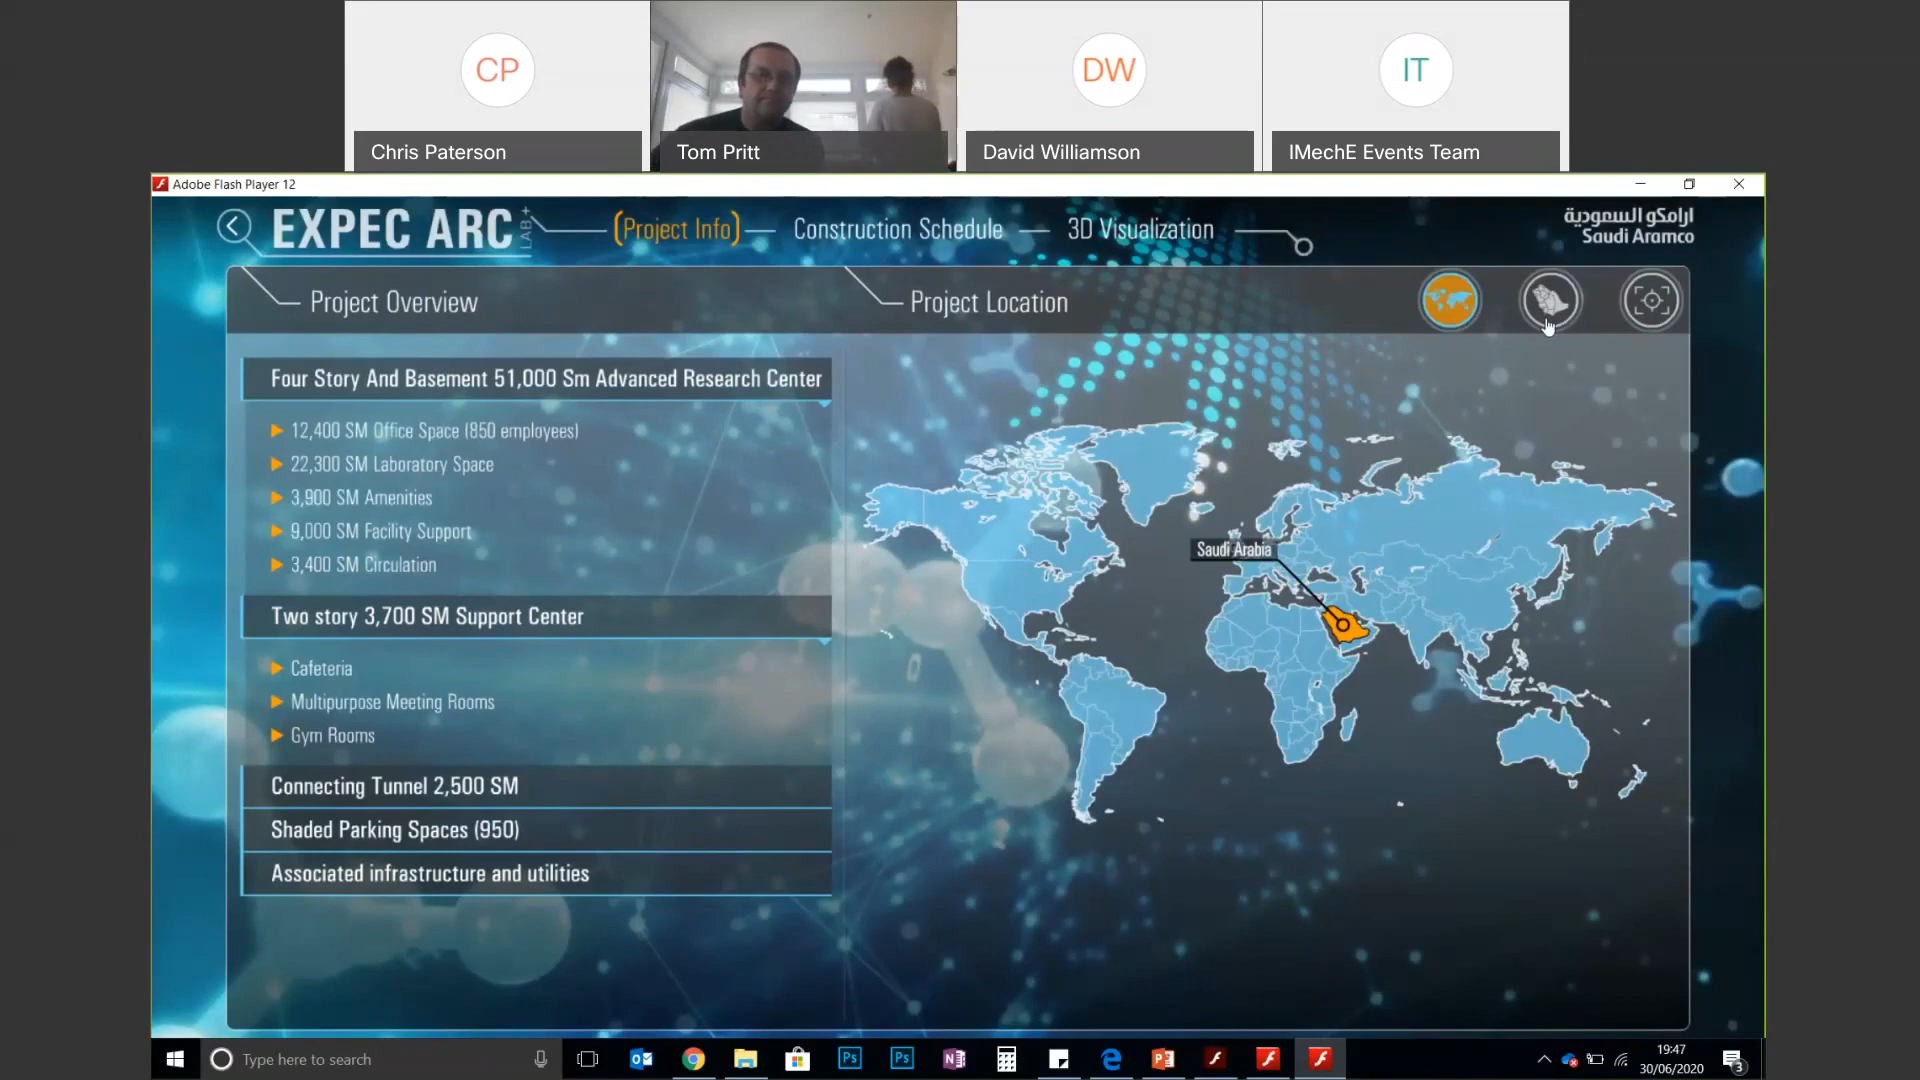 CP
DW
IT
Chris Paterson
Tom Pritt
David Williamson
IMechE Events Team
Adobe Flash Player 12
EXPEC ARC
LAB+
(Project Info)
Construction Schedule
3D Visualization
ارامكو السعودية
Saudi Aramco
Project Overview
Project Location
Four Story And Basement 51,000 Sm Advanced Research Center
12,400 SM Office Space (850 employees)
22,300 SM Laboratory Space
3,900 SM Amenities
9,000 SM Facility Support
3,400 SM Circulation
Two story 3,700 SM Support Center
Cafeteria
Multipurpose Meeting Rooms
Gym Rooms
Connecting Tunnel 2,500 SM
Shaded Parking Spaces (950)
Associated infrastructure and utilities
Saudi Arabia
Type here to search
Ps
Ps
19:47
30/06/2020
3